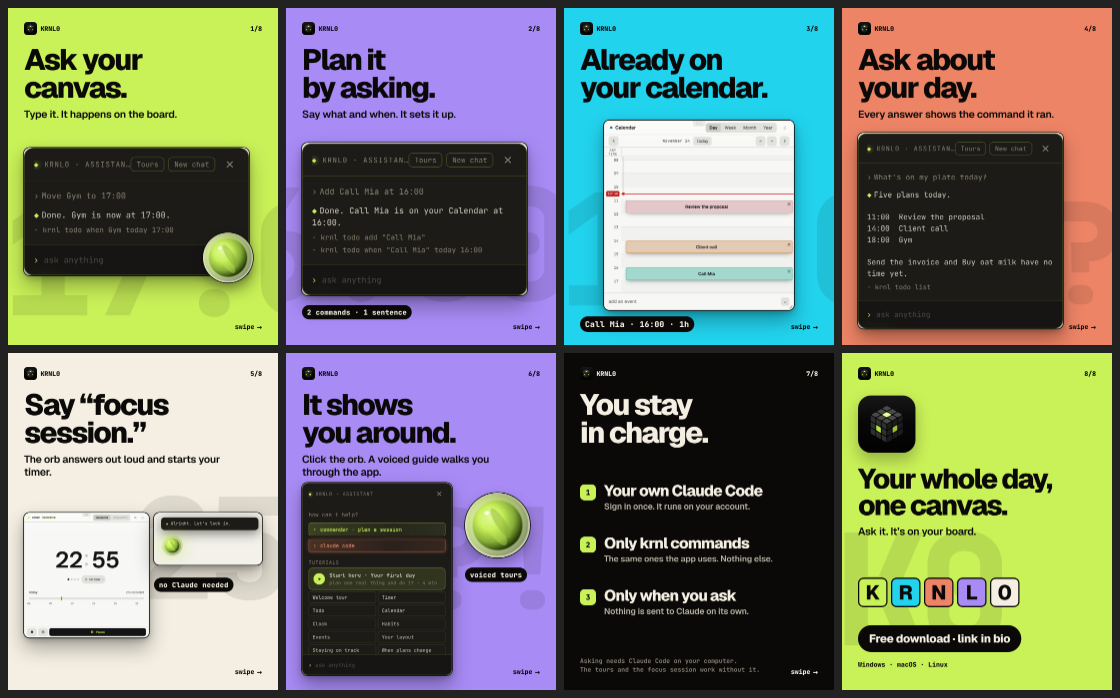 KRNL0
1/8
Ask your
canvas.
Type it. It happens on the board.
KRNL0 · ASSISTAN…
Tours
New chat
› Move Gym to 17:00
Done. Gym is now at 17:00.
· krnl todo when Gym today 17:00
› ask anything
swipe →
KRNL0
2/8
Plan it
by asking.
Say what and when. It sets it up.
KRNL0 · ASSISTAN…
Tours
New chat
› Add Call Mia at 16:00
Done. Call Mia is on your Calendar at
16:00.
· krnl todo add "Call Mia"
· krnl todo when "Call Mia" today 16:00
› ask anything
2 commands · 1 sentence
swipe →
KRNL0
3/8
Already on
your calendar.
Calendar
Day
Week
Month
Year
Today
Review the proposal
Client call
Call Mia
add an event
Call Mia · 16:00 · 1h
swipe →
KRNL0
4/8
Ask about
your day.
Every answer shows the command it ran.
KRNL0 · ASSISTAN…
Tours
New chat
› What's on my plate today?
Five plans today.
11:00 Review the proposal
14:00 Client call
18:00 Gym
Send the invoice and Buy oat milk have no
time yet.
· krnl todo list
› ask anything
swipe →
KRNL0
5/8
Say “focus
session.”
The orb answers out loud and starts your
timer.
22:55
Pause
Alright. Let's lock in.
no Claude needed
swipe →
KRNL0
6/8
It shows
you around.
Click the orb. A voiced guide walks you
through the app.
KRNL0 · ASSISTANT
how can I help?
› commander · plan a session
› claude code
TUTORIALS
Start here · Your first day
Welcome tour
Timer
Todo
Calendar
Clock
Habits
Events
Your layout
Staying on track
When plans change
› ask anything
voiced tours
KRNL0
7/8
You stay
in charge.
1 Your own Claude Code
Sign in once. It runs on your account.
2 Only krnl commands
The same ones the app uses. Nothing else.
3 Only when you ask
Nothing is sent to Claude on its own.
Asking needs Claude Code on your computer.
The tours and the focus session work without it.
swipe →
KRNL0
8/8
Your whole day,
one canvas.
Ask it. It's on your board.
K R N L 0
Free download · link in bio
Windows · macOS · Linux